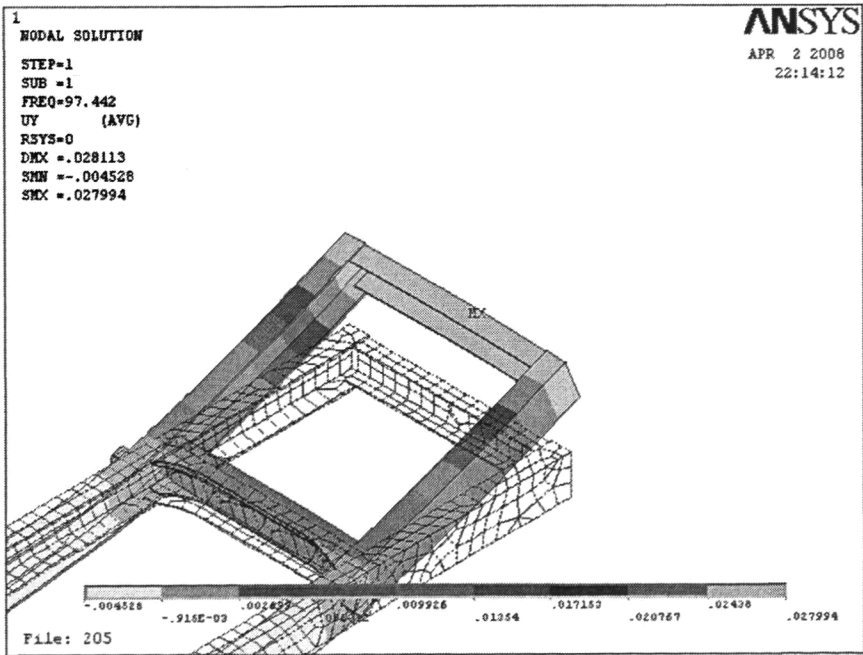 1
NODAL SOLUTION
STEP=1
SUB =1
FREQ=97.442
UY (AVG)
RSYS=0
DMX =.028113
SMN =-.004528
SMX =.027994
ANSYS
APR 2 2008
22:14:12
MX
-.004528 .002699 .009926 .017153 .02438
-.915E-03 .01354 .020767 .027994
File: 205